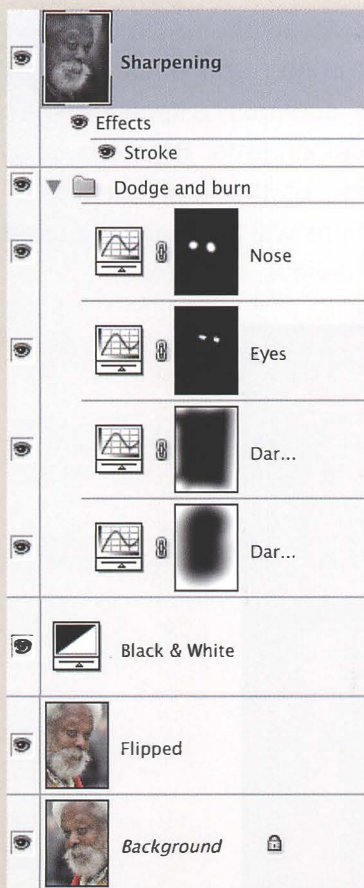 Sharpening
Effects
Stroke
Dodge and burn
Nose
Eyes
Dar...
Dar...
Black & White
Flipped
Background